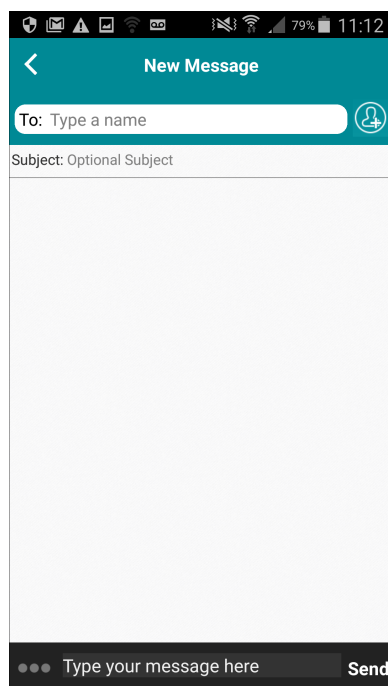 79% 11:12
New Message
To: Type a name
Subject: Optional Subject
Type your message here Send